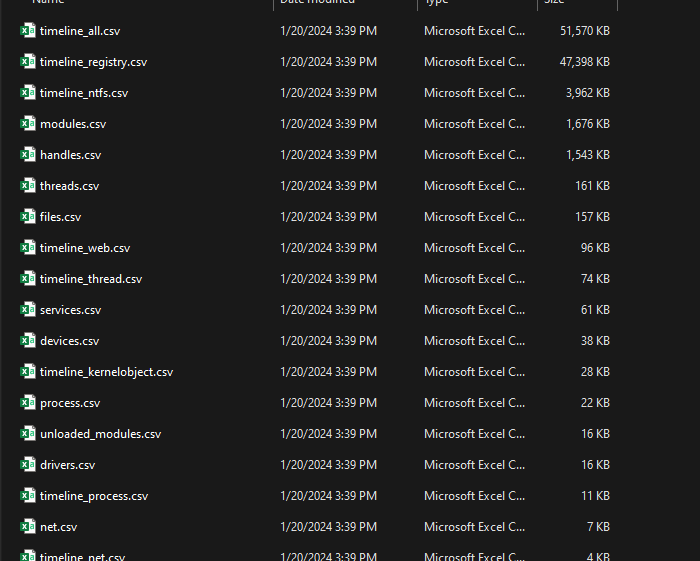 Name Date modified Type Size
timeline_all.csv 1/20/2024 3:39 PM Microsoft Excel C... 51,570 KB
timeline_registry.csv 1/20/2024 3:39 PM Microsoft Excel C... 47,398 KB
timeline_ntfs.csv 1/20/2024 3:39 PM Microsoft Excel C... 3,962 KB
modules.csv 1/20/2024 3:39 PM Microsoft Excel C... 1,676 KB
handles.csv 1/20/2024 3:39 PM Microsoft Excel C... 1,543 KB
threads.csv 1/20/2024 3:39 PM Microsoft Excel C... 161 KB
files.csv 1/20/2024 3:39 PM Microsoft Excel C... 157 KB
timeline_web.csv 1/20/2024 3:39 PM Microsoft Excel C... 96 KB
timeline_thread.csv 1/20/2024 3:39 PM Microsoft Excel C... 74 KB
services.csv 1/20/2024 3:39 PM Microsoft Excel C... 61 KB
devices.csv 1/20/2024 3:39 PM Microsoft Excel C... 38 KB
timeline_kernelobject.csv 1/20/2024 3:39 PM Microsoft Excel C... 28 KB
process.csv 1/20/2024 3:39 PM Microsoft Excel C... 22 KB
unloaded_modules.csv 1/20/2024 3:39 PM Microsoft Excel C... 16 KB
drivers.csv 1/20/2024 3:39 PM Microsoft Excel C... 16 KB
timeline_process.csv 1/20/2024 3:39 PM Microsoft Excel C... 11 KB
net.csv 1/20/2024 3:39 PM Microsoft Excel C... 7 KB
timeline_net.csv 1/20/2024 3:39 PM Microsoft Excel C... 4 KB